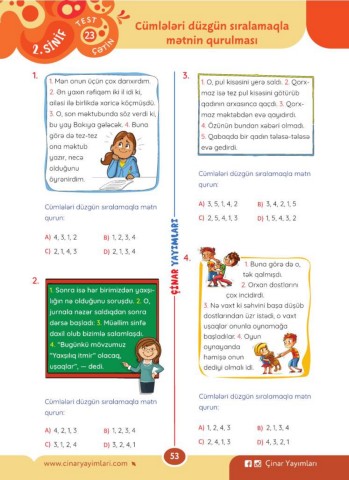 2. SINIF
TEST
23
ÇƏTİN
Cümlələri düzgün sıralamaqla
mətnin qurulması
1.
1. Mən onun üçün çox darıxırdım.
2. Ən yaxın rəfiqəm iki il idi ki,
ailəsi ilə birlikdə xaricə köçmüşdü.
3. O, son məktubunda söz verdi ki,
bu yay Bakıya gələcək. 4. Buna
görə də tez-tez
ona məktub
yazır, necə
olduğunu
öyrənirdim.
Cümlələri düzgün sıralamaqla mətn
qurun:
A) 4, 3, 1, 2 B) 1, 2, 3, 4
C) 2, 1, 4, 3 D) 1, 2, 4, 3
2.
1. Sonra isə hər birimizdən yaxşı-
lığın nə olduğunu soruşdu. 2. O,
jurnala nəzər saldıqdan sonra
dərsə başladı. 3. Müəllim sinfə
daxil olub bizimlə salamlaşdı.
4. "Bugünkü mövzumuz
"Yaxşılıq itmir" olacaq,
uşaqlar", — dedi.
Cümlələri düzgün sıralamaqla mətn
qurun:
A) 4, 2, 1, 3 B) 1, 2, 3, 4
C) 3, 1, 2, 4 D) 3, 2, 4, 1
ÇİNAR YAYIMLARI
3.
1. O, pul kisəsini yerə saldı. 2. Qorx-
maz isə tez pul kisəsini götürüb
qadının arxasınca qaçdı. 3. Qorx-
maz məktəbdən evə qayıdırdı.
4. Özünün bundan xəbəri olmadı.
5. Qabaqda bir qadın tələsə-tələsə
evə gedirdi.
Cümlələri düzgün sıralamaqla mətn
qurun:
A) 3, 5, 1, 4, 2 B) 3, 4, 2, 1, 5
C) 2, 5, 4, 1, 3 D) 1, 5, 4, 3, 2
4.
1. Buna görə də o,
tək qalmışdı.
2. Orxan dostlarını
çox incidirdi.
3. Nə vaxt ki səhvini başa düşüb
dostlarından üzr istədi, o vaxt
uşaqlar onunla oynamağa
başladılar. 4. Oyun
oynayanda
həmişə onun
dediyi olmalı idi.
Cümlələri düzgün sıralamaqla mətn
qurun:
A) 1, 2, 4, 3 B) 2, 1, 3, 4
C) 2, 4, 1, 3 D) 4, 3, 2, 1
www.cinaryayimlari.com
53
Çinar Yayımları